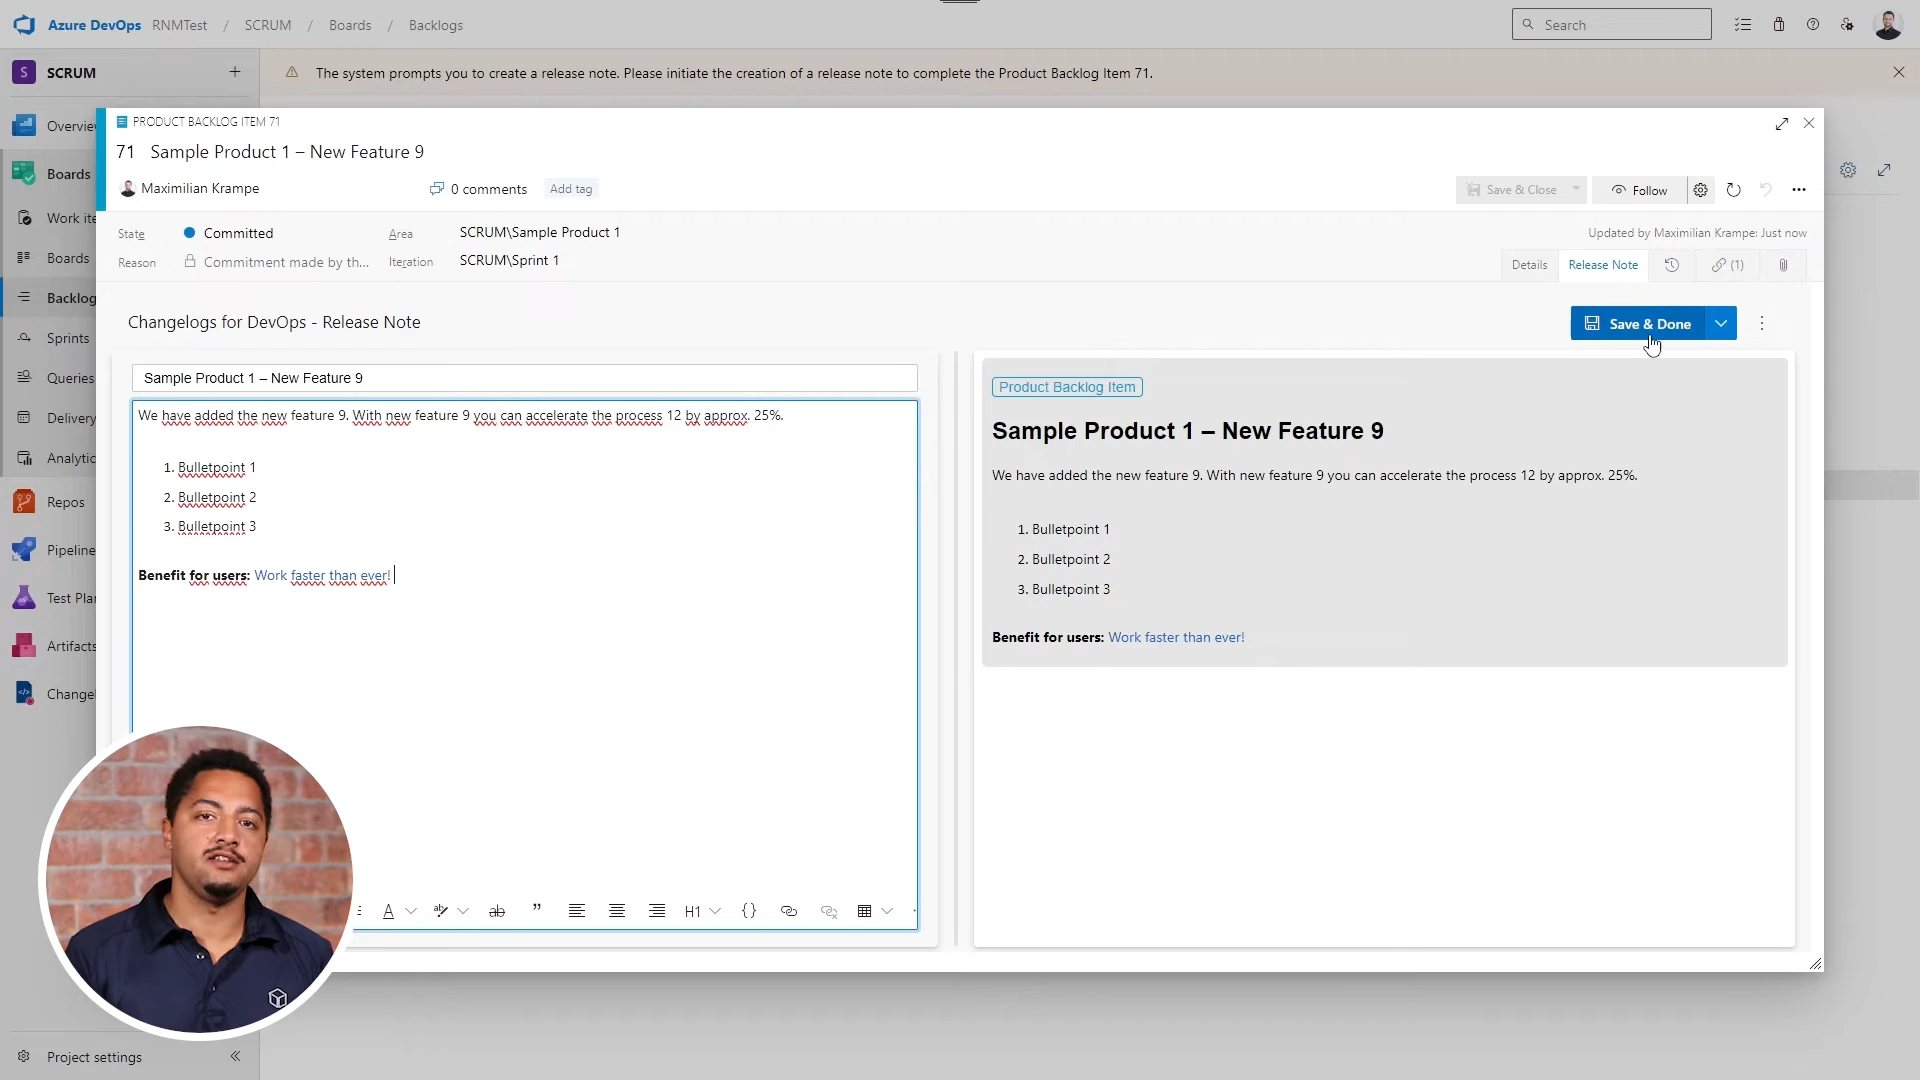 Azure DevOps RNMTest / SCRUM / Boards / Backlogs
Search
S SCRUM
The system prompts you to create a release note. Please initiate the creation of a release note to complete the Product Backlog Item 71.
Overvie
Boards
Work ite
Boards
Backlog
Sprints
Queries
Delivery
Analytic
Repos
Pipeline
Test Plar
Artifacts
Change
Project settings
PRODUCT BACKLOG ITEM 71
71 Sample Product 1 – New Feature 9
Maximilian Krampe
0 comments
Add tag
Save & Close
Follow
State Committed
Area SCRUM\Sample Product 1
Updated by Maximilian Krampe: Just now
Reason Commitment made by th...
Iteration SCRUM\Sprint 1
Details
Release Note
(1)
Changelogs for DevOps - Release Note
Save & Done
Sample Product 1 – New Feature 9
We have added the new feature 9. With new feature 9 you can accelerate the process 12 by approx. 25%.
1. Bulletpoint 1
2. Bulletpoint 2
3. Bulletpoint 3
Benefit for users: Work faster than ever!
A
ab
H1
{}
Product Backlog Item
Sample Product 1 – New Feature 9
We have added the new feature 9. With new feature 9 you can accelerate the process 12 by approx. 25%.
1. Bulletpoint 1
2. Bulletpoint 2
3. Bulletpoint 3
Benefit for users: Work faster than ever!